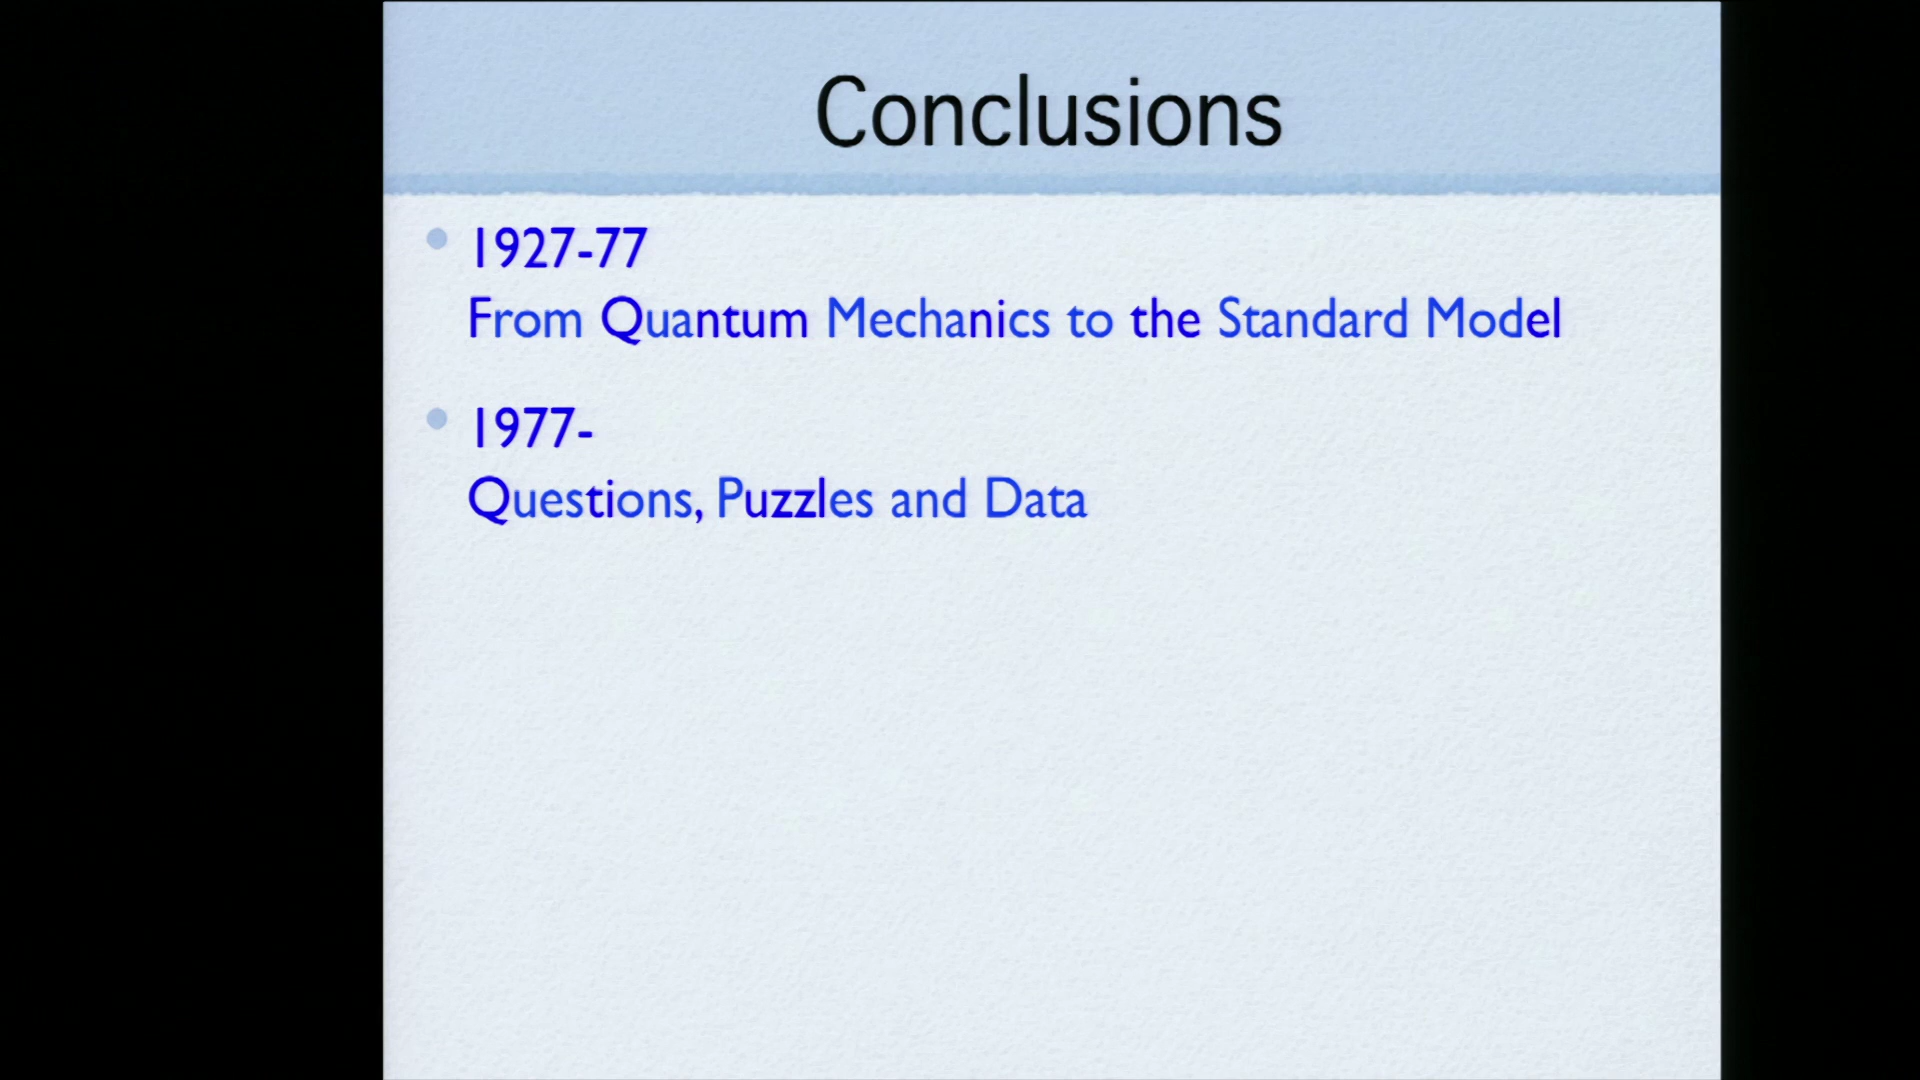 Conclusions
1927-77
From Quantum Mechanics to the Standard Model
1977-
Questions, Puzzles and Data